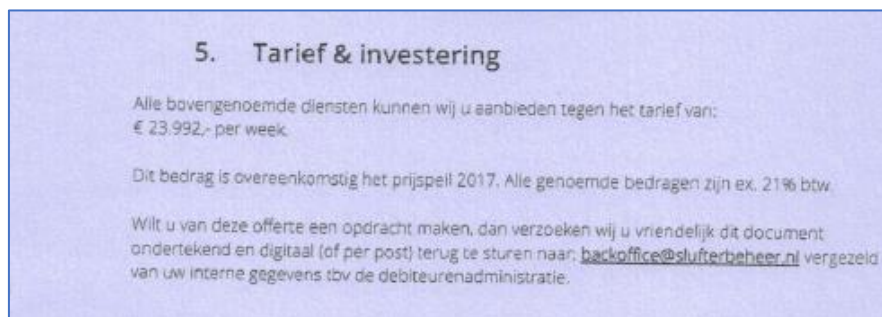 5. Tarief & investering
Alle bovengenoemde diensten kunnen wij u aanbieden tegen het tarief van:
€ 23.992,- per week.
Dit bedrag is overeenkomstig het prijspeil 2017. Alle genoemde bedragen zijn ex. 21% btw.
Wilt u van deze offerte een opdracht maken, dan verzoeken wij u vriendelijk dit document
ondertekend en digitaal (of per post) terug te sturen naar: backoffice@slufterbeheer.nl vergezeld
van uw interne gegevens tbv de debiteurenadministratie.